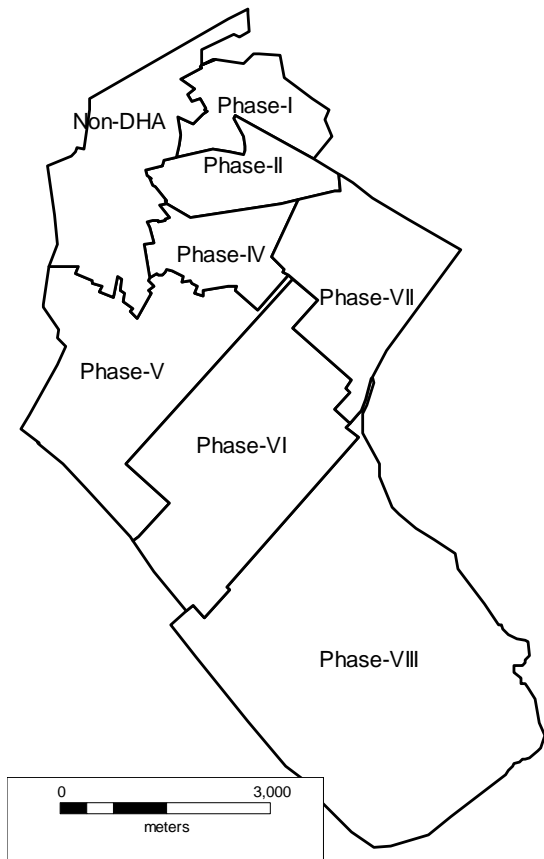 Phase-I
Non-DHA
Phase-II
Phase-IV
Phase-VII
Phase-V
Phase-VI
Phase-VIII
0 3,000
meters